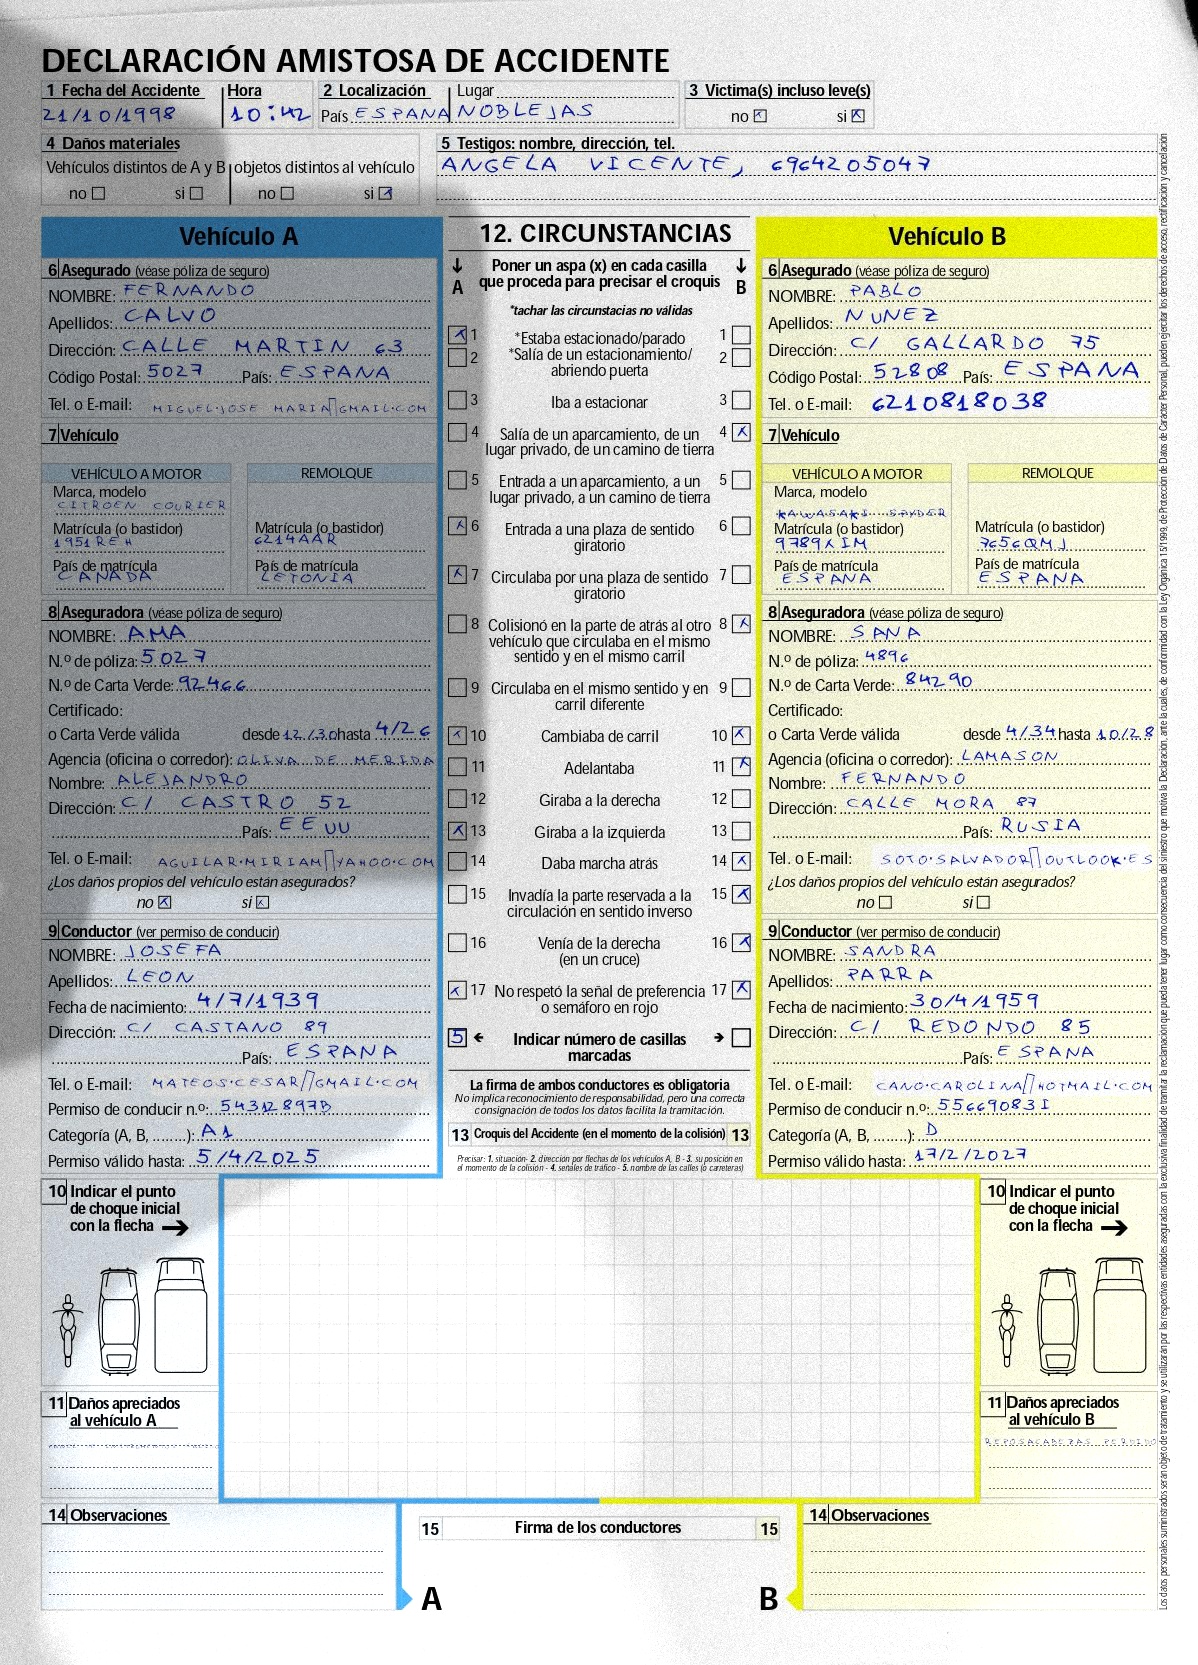 DECLARACIÓN AMISTOSA DE ACCIDENTE
1 Fecha del Accidente Hora 2 Localización Lugar 3 Victima(s) incluso leve(s)
21/10/1998 10:42 País ESPANA NOBLEJAS no si
4 Daños materiales
Vehículos distintos de A y B objetos distintos al vehículo
no si no si
5 Testigos: nombre, dirección, tel.
ANGELA VICENTE, 6964205047
Vehículo A
6 Asegurado (véase póliza de seguro)
NOMBRE: FERNANDO
Apellidos: CALVO
Dirección: CALLE MARTIN 63
Código Postal: 5027 País: ESPANA
Tel. o E-mail: MIGUEL.JOSE MARIA GMAIL.COM
7 Vehículo
VEHÍCULO A MOTOR REMOLQUE
Marca, modelo
CITROEN COURIER
Matrícula (o bastidor) Matrícula (o bastidor)
1951REH 6214AAR
País de matrícula País de matrícula
CANADA LETONIA
8 Aseguradora (véase póliza de seguro)
NOMBRE: AMA
N.º de póliza: 5027
N.º de Carta Verde: 92466
Certificado:
o Carta Verde válida desde 12/30 hasta 4/26
Agencia (oficina o corredor): OLIVA DE MERIDA
Nombre: ALEJANDRO
Dirección: C/ CASTRO 52
País: EEUU
Tel. o E-mail: AGUILAR.MIRIAM YAHOO.COM
¿Los daños propios del vehículo están asegurados?
no si
9 Conductor (ver permiso de conducir)
NOMBRE: JOSEFA
Apellidos: LEON
Fecha de nacimiento: 4/7/1939
Dirección: C/ CASTANO 89
País: ESPANA
Tel. o E-mail: MATEOS.CESAR GMAIL.COM
Permiso de conducir n.º: 54312897B
Categoría (A, B, ........): A1
Permiso válido hasta: 5/4/2025
12. CIRCUNSTANCIAS
A Poner un aspa (x) en cada casilla que proceda para precisar el croquis B
*tachar las circunstacias no válidas
1 *Estaba estacionado/parado 1
2 *Salía de un estacionamiento/ abriendo puerta 2
3 Iba a estacionar 3
4 Salía de un aparcamiento, de un lugar privado, de un camino de tierra 4
5 Entrada a un aparcamiento, a un lugar privado, a un camino de tierra 5
6 Entrada a una plaza de sentido giratorio 6
7 Circulaba por una plaza de sentido giratorio 7
8 Colisionó en la parte de atrás al otro vehículo que circulaba en el mismo sentido y en el mismo carril 8
9 Circulaba en el mismo sentido y en carril diferente 9
10 Cambiaba de carril 10
11 Adelantaba 11
12 Giraba a la derecha 12
13 Giraba a la izquierda 13
14 Daba marcha atrás 14
15 Invadía la parte reservada a la circulación en sentido inverso 15
16 Venía de la derecha (en un cruce) 16
17 No respetó la señal de preferencia o semáforo en rojo 17
5 Indicar número de casillas marcadas
La firma de ambos conductores es obligatoria
No implica reconocimiento de responsabilidad, pero una correcta
consignación de todos los datos facilita la tramitación.
13 Croquis del Accidente (en el momento de la colisión) 13
Precisar: 1. situación- 2. dirección por flechas de los vehículos A, B - 3. su posición en
el momento de la colisión - 4. señales de tráfico - 5. nombre de las calles (o carreteras)
Vehículo B
6 Asegurado (véase póliza de seguro)
NOMBRE: PABLO
Apellidos: NUNEZ
Dirección: C/ GALLARDO 75
Código Postal: 52808 País: ESPANA
Tel. o E-mail: 6210818038
7 Vehículo
VEHÍCULO A MOTOR REMOLQUE
Marca, modelo
KAWASAKI SPYDER
Matrícula (o bastidor) Matrícula (o bastidor)
9789XIM 7656QMJ
País de matrícula País de matrícula
ESPANA ESPANA
8 Aseguradora (véase póliza de seguro)
NOMBRE: SANA
N.º de póliza: 4896
N.º de Carta Verde: 84290
Certificado:
o Carta Verde válida desde 4/34 hasta 10/28
Agencia (oficina o corredor): LAMASON
Nombre: FERNANDO
Dirección: CALLE MORA 87
País: RUSIA
Tel. o E-mail: SOTO.SALVADOR OUTLOOK.ES
¿Los daños propios del vehículo están asegurados?
no si
9 Conductor (ver permiso de conducir)
NOMBRE: SANDRA
Apellidos: PARRA
Fecha de nacimiento: 30/4/1959
Dirección: C/ REDONDO 85
País: ESPANA
Tel. o E-mail: CANO.CAROLINA HOTMAIL.COM
Permiso de conducir n.º: 55669083I
Categoría (A, B, ........): D
Permiso válido hasta: 17/2/2027
10 Indicar el punto
de choque inicial
con la flecha
11 Daños apreciados
al vehículo A
10 Indicar el punto
de choque inicial
con la flecha
11 Daños apreciados
al vehículo B
REPOSACABEZAS PERDIDO
14 Observaciones
15 Firma de los conductores 15
A B
14 Observaciones
Los datos personales suministrados seran objeto de tratamiento y se utilizaran por las respectivas entidades aseguradas con la exclusiva finalidad de tramitar la reclamación que pueda tener lugar como consecuencia del siniestro que motiva la Declaración, ante la cuales, de conformidad con la Ley Orgánica 15/1999, de Protección de Datos de Carácter Personal, pueden ejercitar los derechos de acceso, rectificación y cancelación